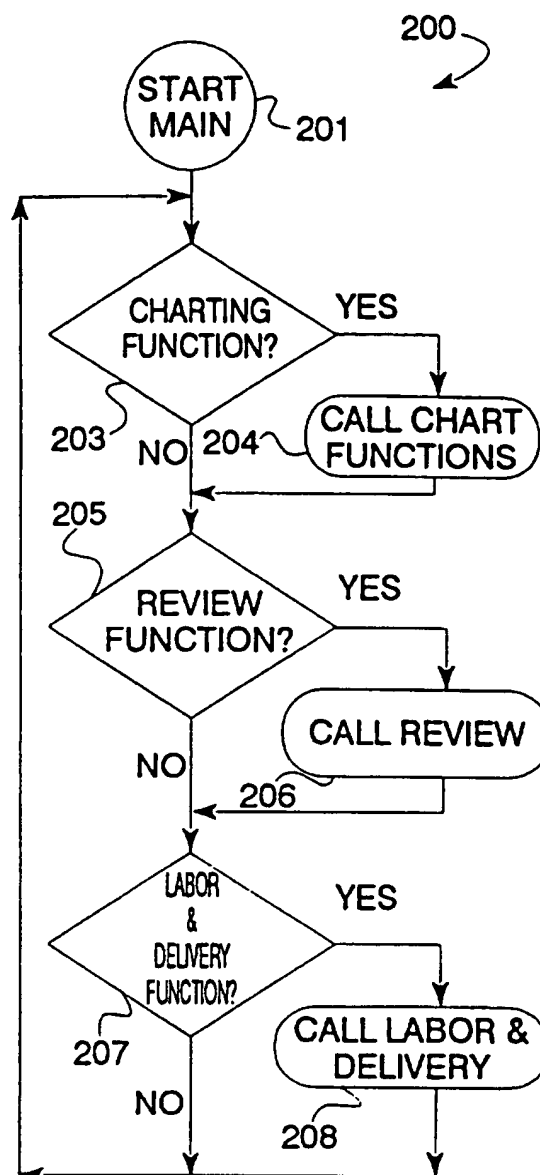 200
START
MAIN
201
CHARTING
FUNCTION?
YES
203
NO
204
CALL CHART
FUNCTIONS
205
REVIEW
FUNCTION?
YES
CALL REVIEW
NO
206
LABOR
&
DELIVERY
FUNCTION?
YES
207
CALL LABOR &
DELIVERY
NO
208